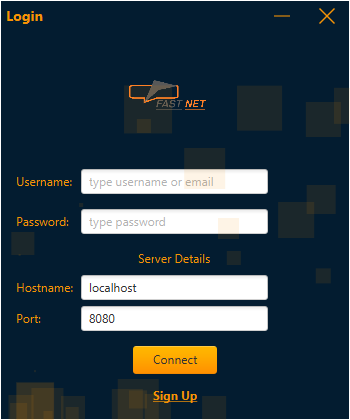 Login
FAST NET
Username: type username or email
Password: type password
Server Details
Hostname: localhost
Port: 8080
Connect
Sign Up